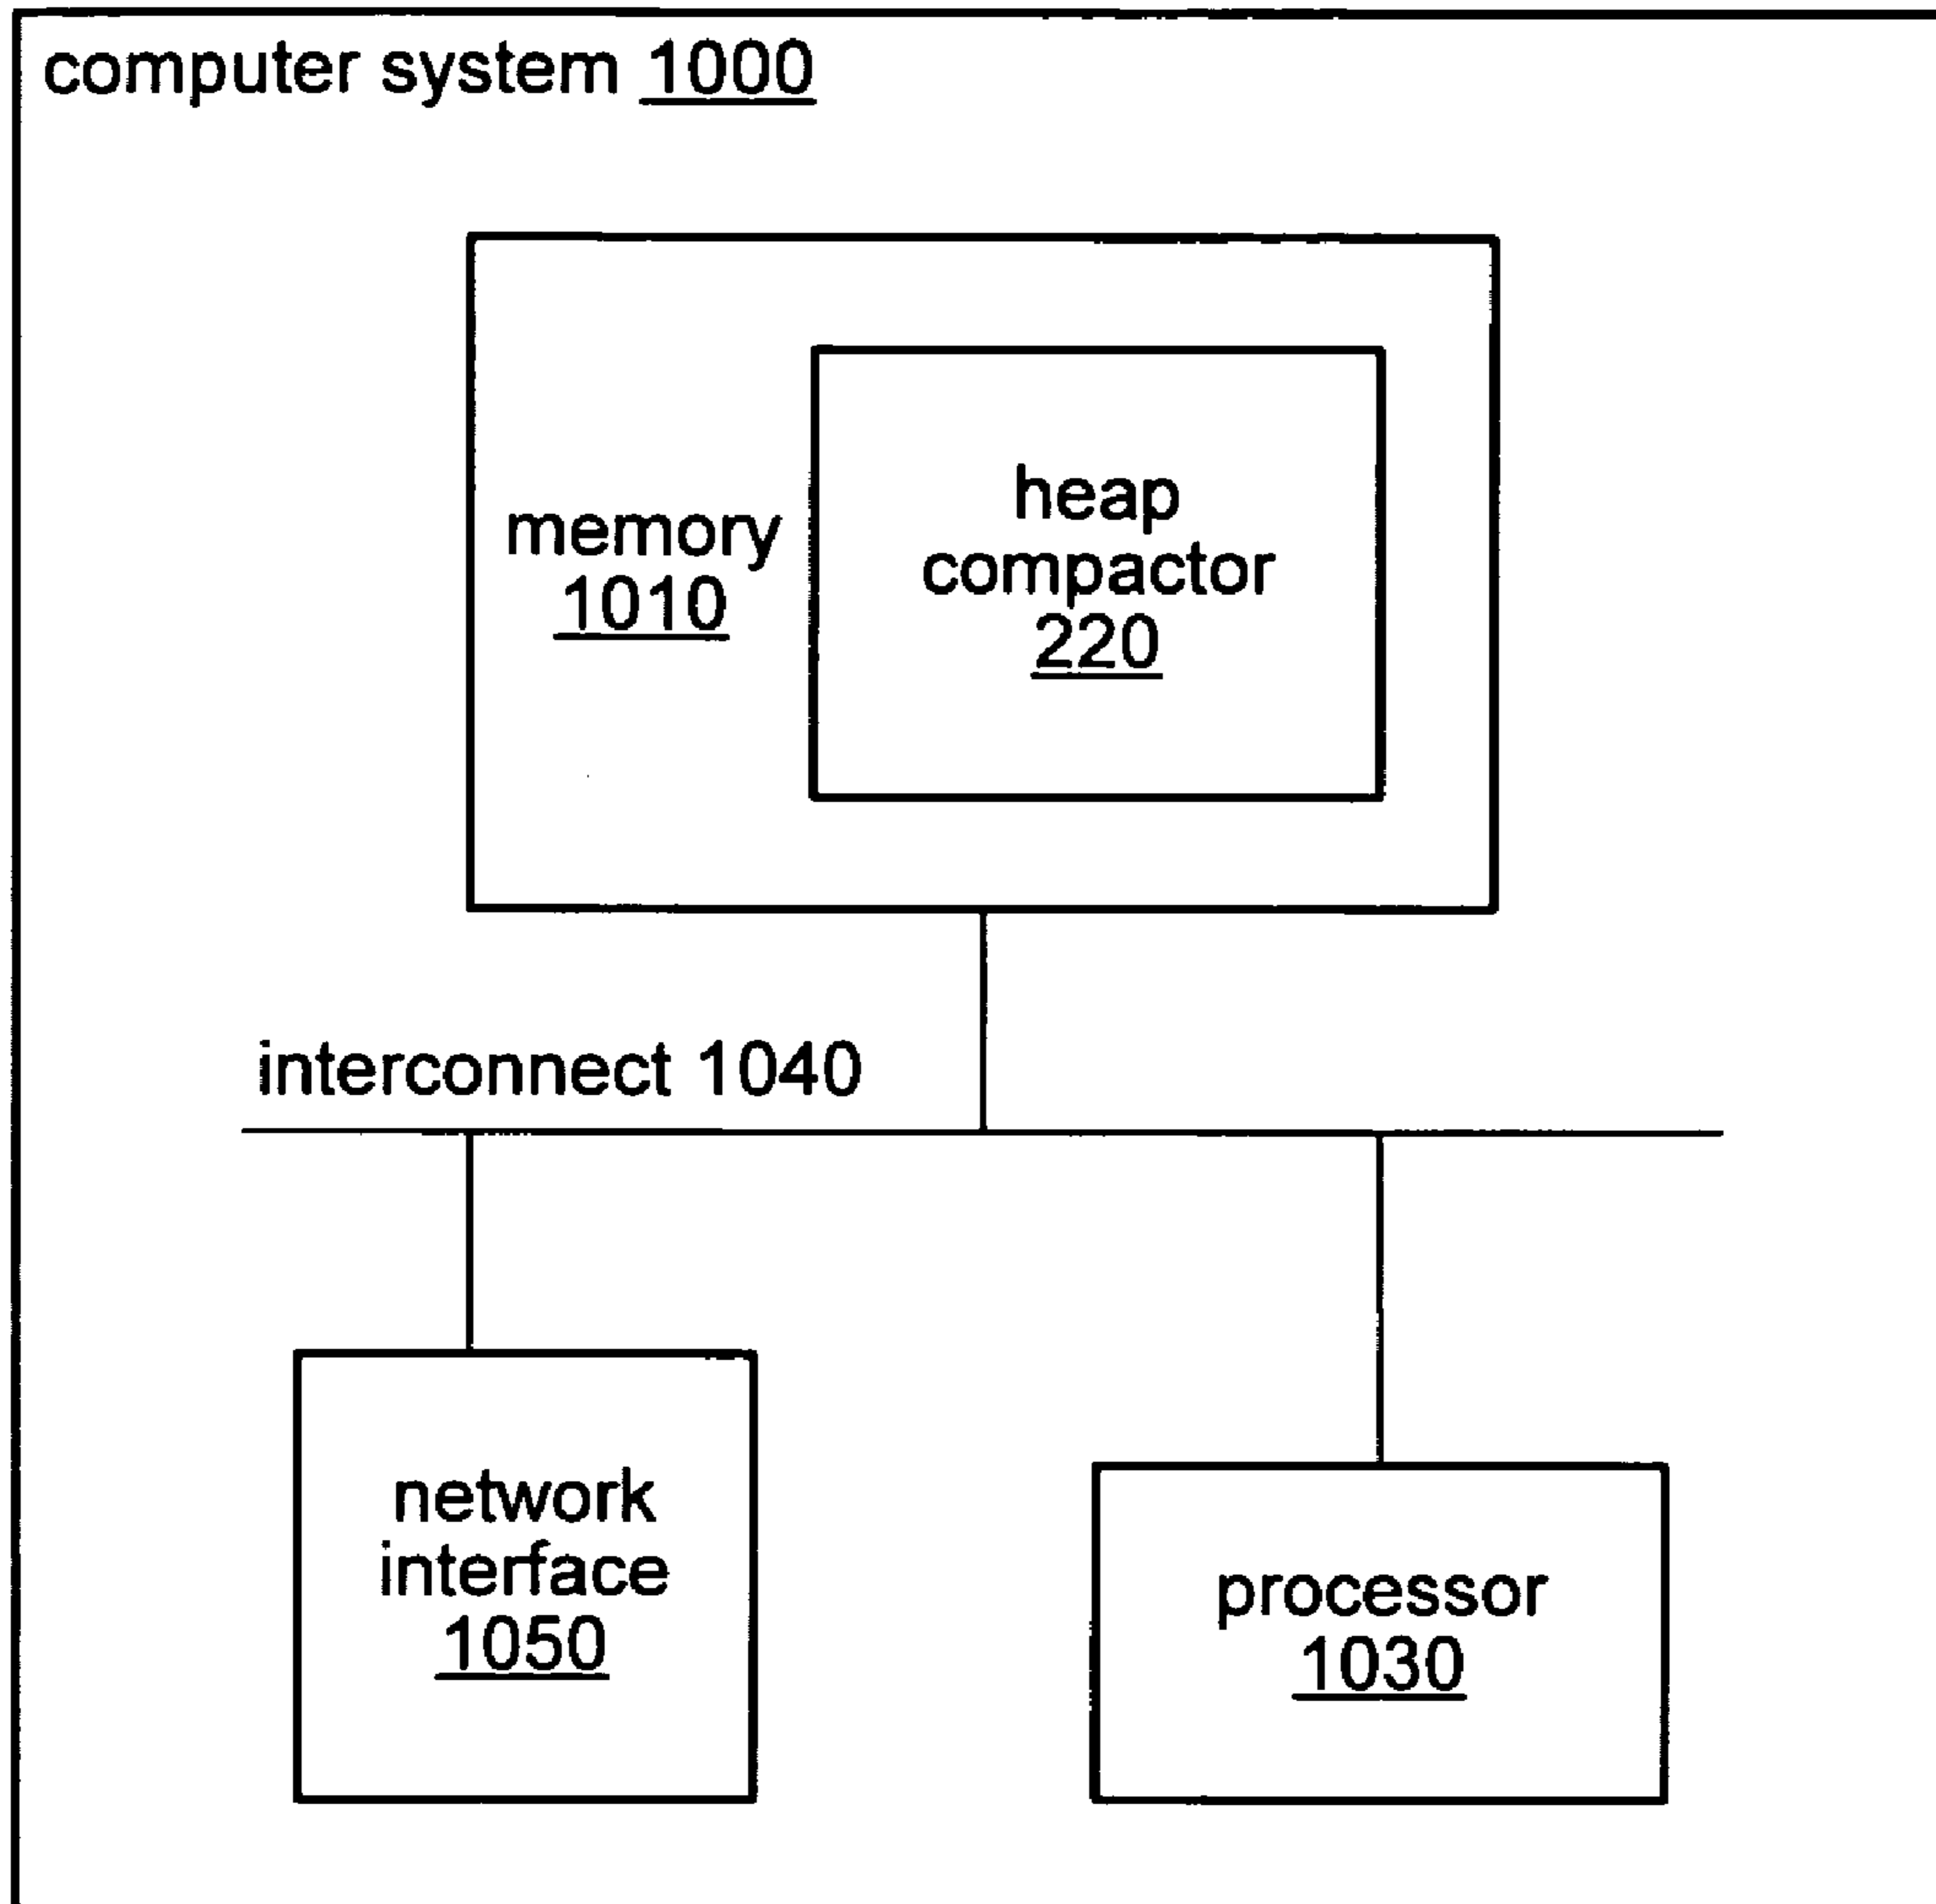 computer system 1000
heap
compactor
220
memory
1010
interconnect 1040
network
interface
1050
processor
1030